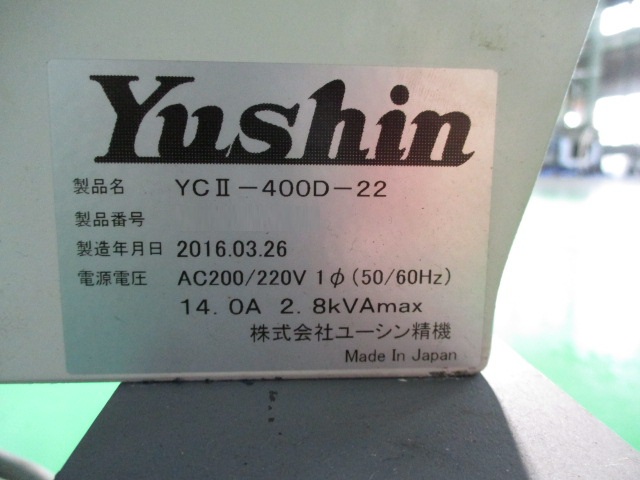 Yushin
製品名 YCⅡ-400D-22
製品番号
製造年月日 2016.03.26
電源電圧 AC200/220V 1φ(50/60Hz)
14.0A 2.8kVAmax
株式会社ユーシン精機
Made In Japan